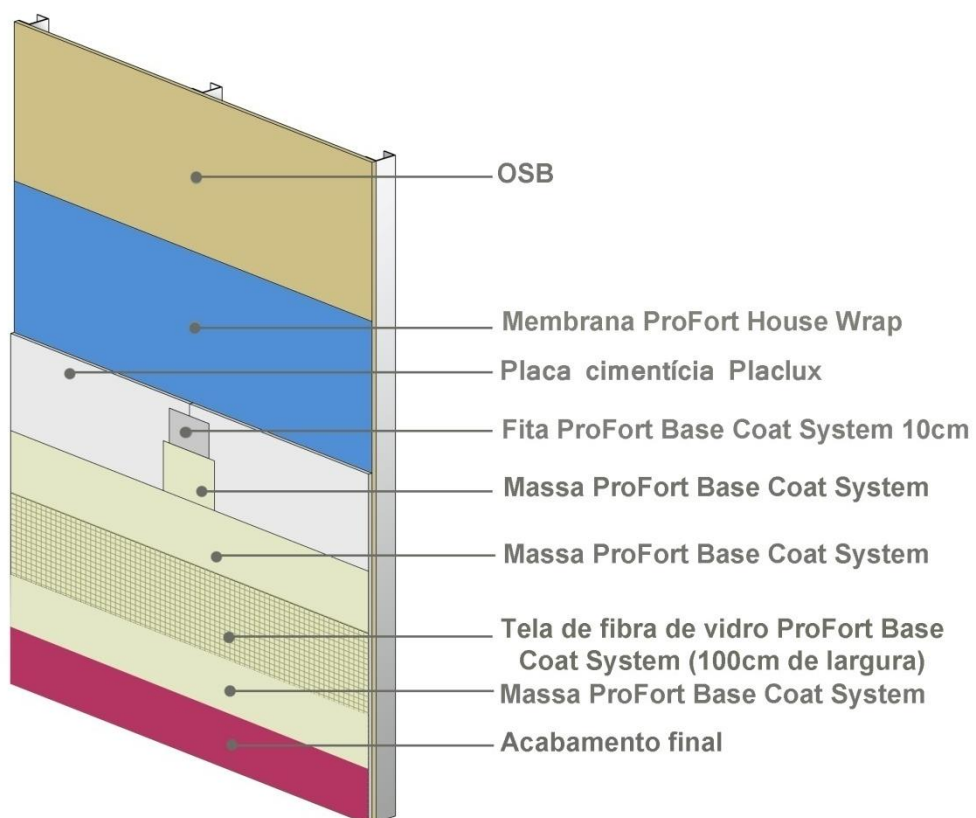 OSB
Membrana ProFort House Wrap
Placa cimentícia Placlux
Fita ProFort Base Coat System 10cm
Massa ProFort Base Coat System
Massa ProFort Base Coat System
Tela de fibra de vidro ProFort Base
Coat System (100cm de largura)
Massa ProFort Base Coat System
Acabamento final